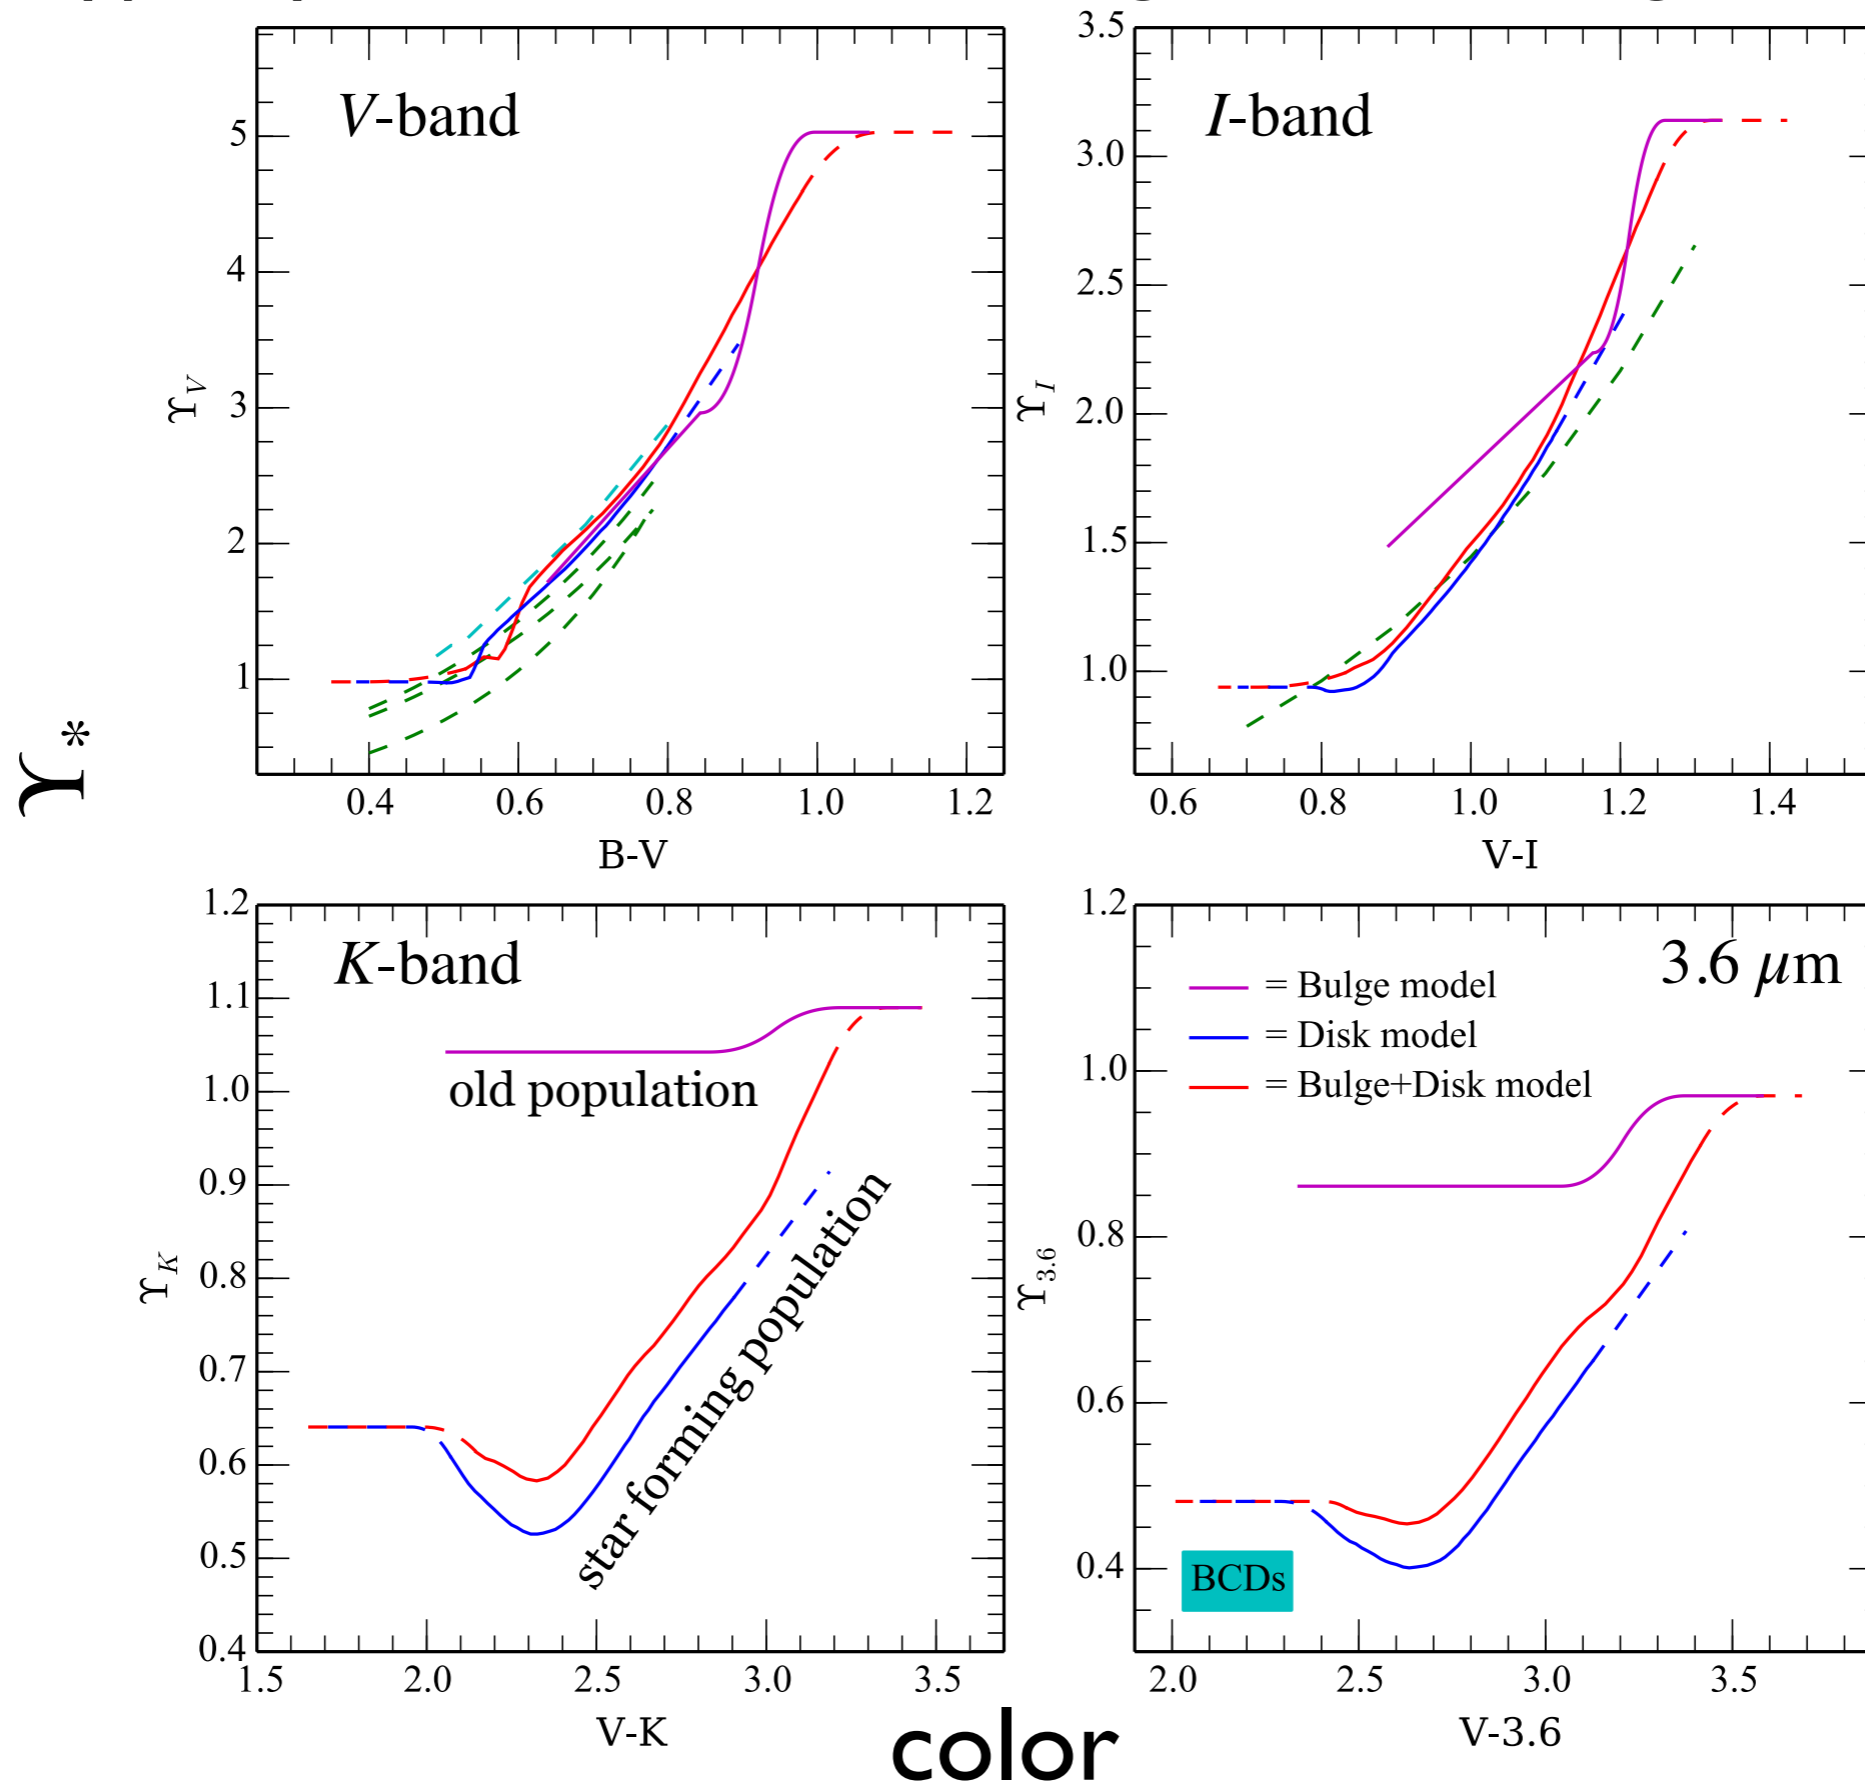 V-band
ϒV
5
4
3
2
1
0.4 0.6 0.8 1.0 1.2
B-V
I-band
ϒI
3.5
3.0
2.5
2.0
1.5
1.0
0.6 0.8 1.0 1.2 1.4
V-I
ϒ*
K-band
old population
star forming population
ϒK
1.2
1.1
1.0
0.9
0.8
0.7
0.6
0.5
0.4
1.5 2.0 2.5 3.0 3.5
V-K
3.6 μm
= Bulge model
= Disk model
= Bulge+Disk model
BCDs
ϒ3.6
1.2
1.0
0.8
0.6
0.4
2.0 2.5 3.0 3.5
V-3.6
color